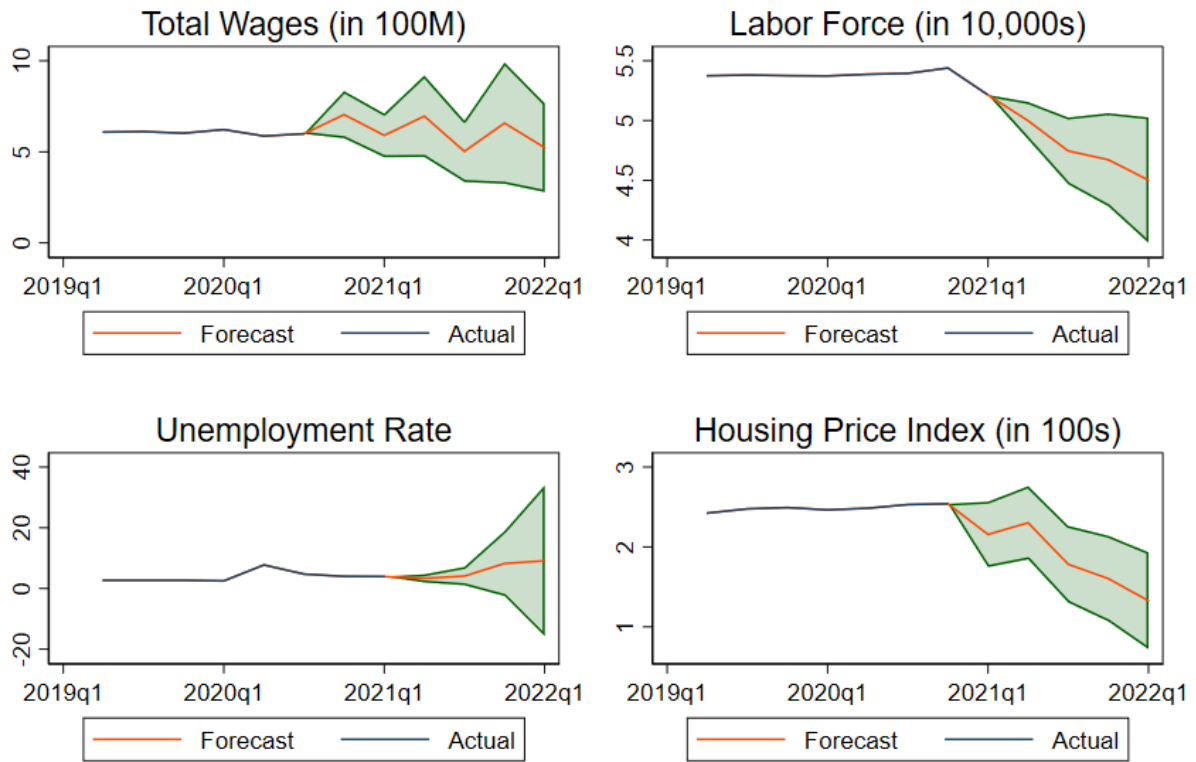 Total Wages (in 100M)
10
5
0
2019q1 2020q1 2021q1 2022q1
Forecast Actual
Labor Force (in 10,000s)
5.5
5
4.5
4
2019q1 2020q1 2021q1 2022q1
Forecast Actual
Unemployment Rate
40
20
0
-20
2019q1 2020q1 2021q1 2022q1
Forecast Actual
Housing Price Index (in 100s)
3
2
1
2019q1 2020q1 2021q1 2022q1
Forecast Actual